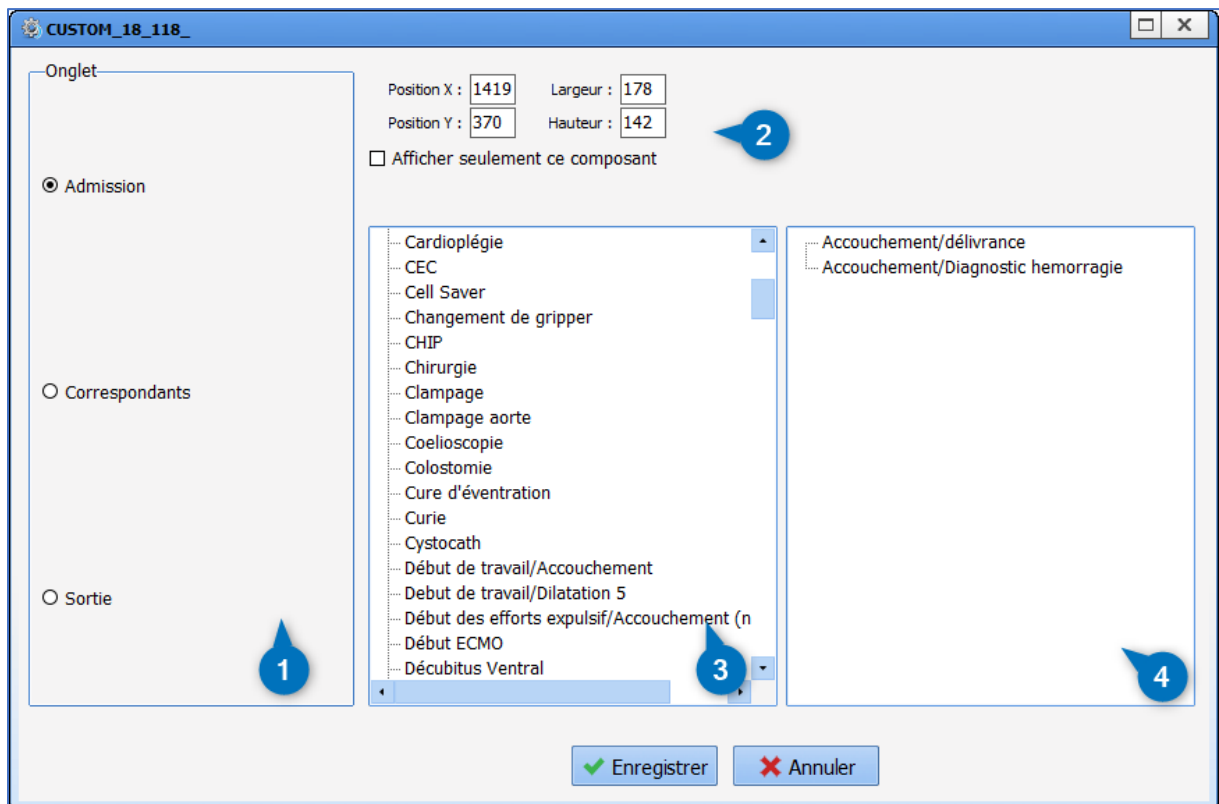 CUSTOM_18_118_
Onglet
Admission
Correspondants
Sortie
1
Position X : 1419 Largeur : 178
Position Y : 370 Hauteur : 142
Afficher seulement ce composant
2
Cardioplégie
CEC
Cell Saver
Changement de gripper
CHIP
Chirurgie
Clampage
Clampage aorte
Coelioscopie
Colostomie
Cure d'éventration
Curie
Cystocath
Début de travail/Accouchement
Debut de travail/Dilatation 5
Début des efforts expulsif/Accouchement (n
Début ECMO
Décubitus Ventral
3
Accouchement/délivrance
Accouchement/Diagnostic hemorragie
4
Enregistrer
Annuler